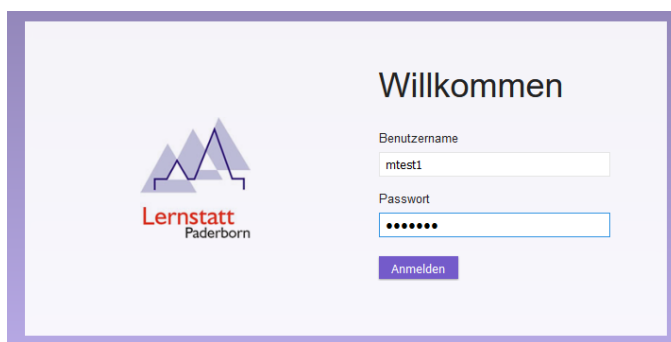 Willkommen
Benutzername
mtest1
Passwort
●●●●●●●
Anmelden
Lernstatt
Paderborn